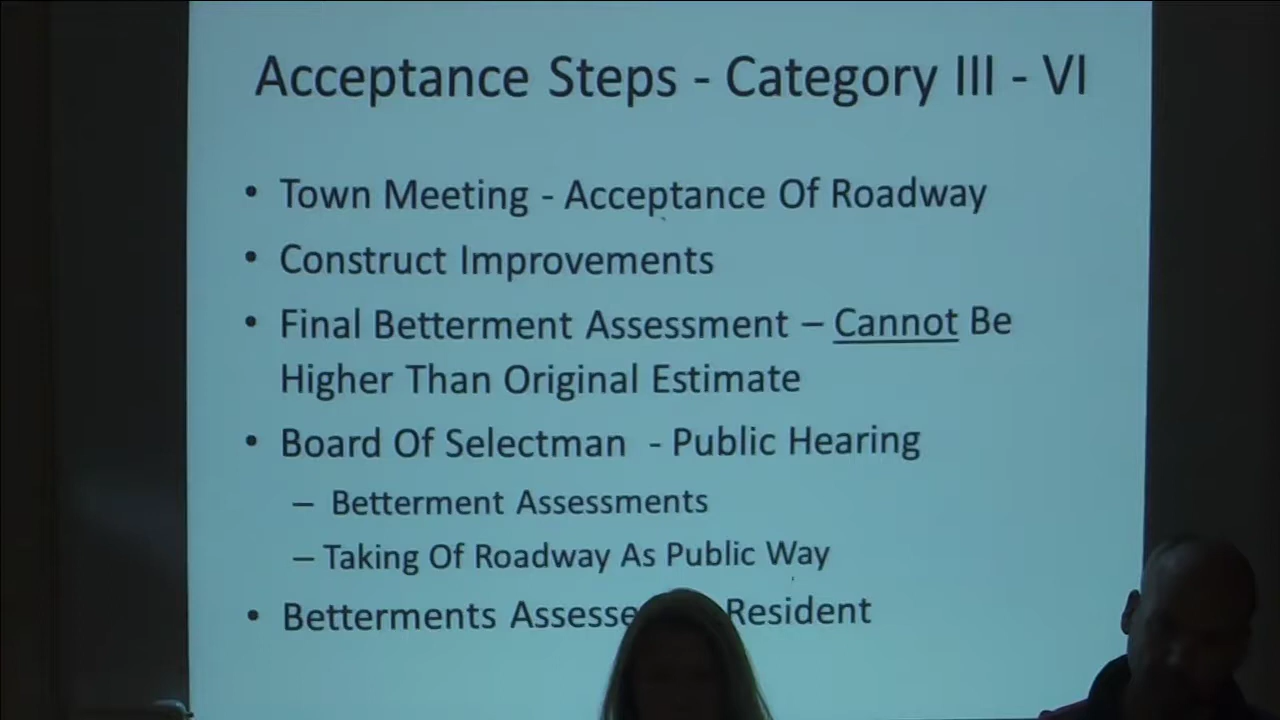 Acceptance Steps - Category III - VI
• Town Meeting - Acceptance Of Roadway
• Construct Improvements
• Final Betterment Assessment – Cannot Be
Higher Than Original Estimate
• Board Of Selectman - Public Hearing
– Betterment Assessments
– Taking Of Roadway As Public Way
• Betterments Resident